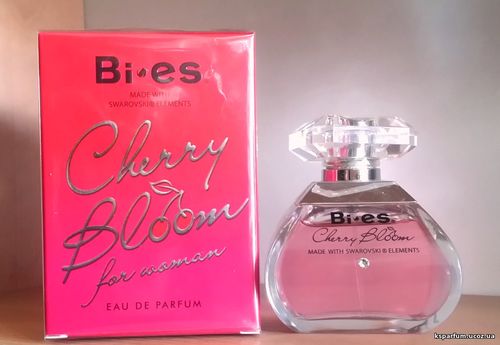 Bi-es
MADE WITH
SWAROVSKI® ELEMENTS
Cherry
Bloom
for woman
EAU DE PARFUM
Bi-es
Cherry Bloom
MADE WITH SWAROVSKI® ELEMENTS
ksparfum.ucoz.ua